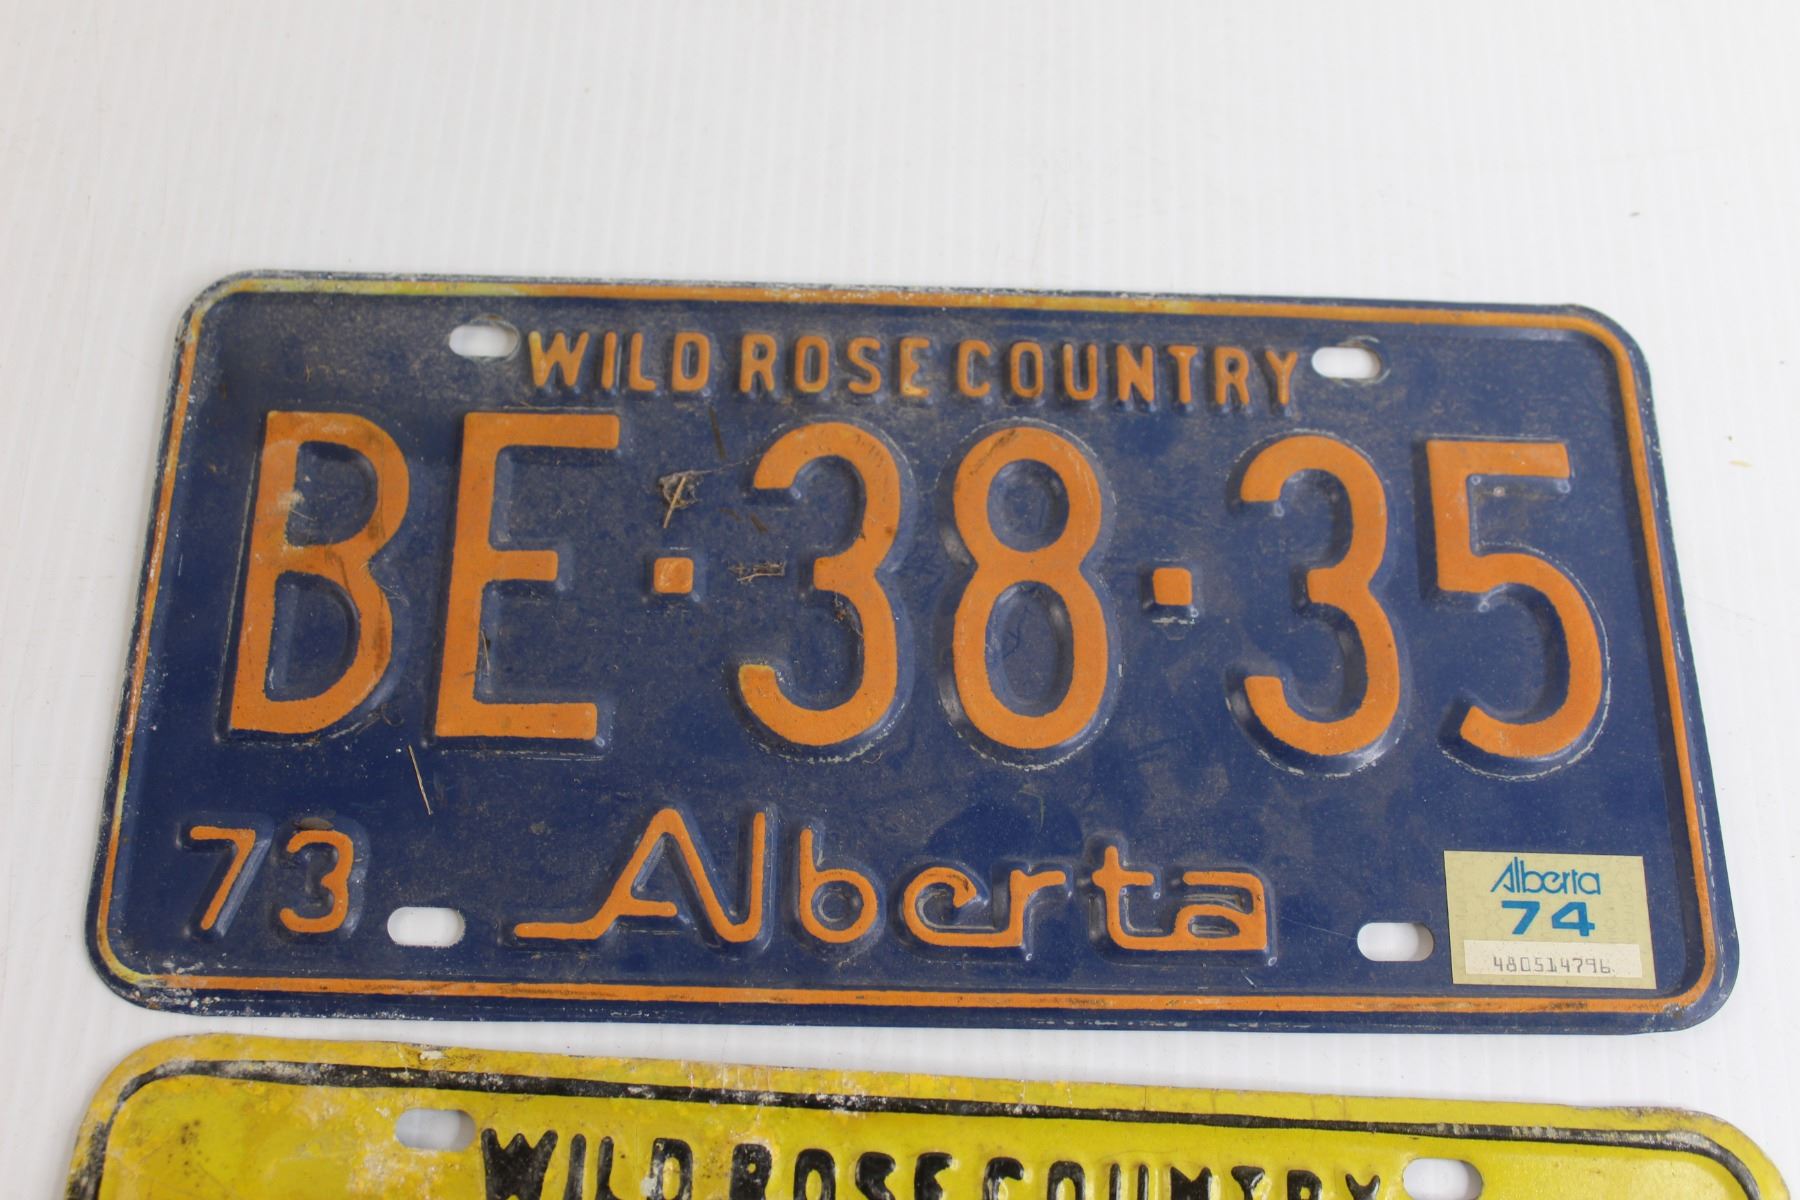 WILD ROSE COUNTRY
BE·38·35
73 Alberta
Alberta
74
480514796
WILD ROSE COUNTRY